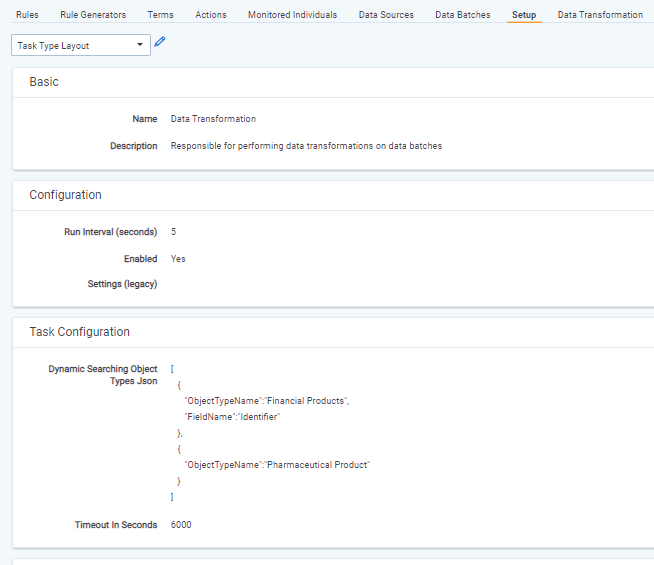 Rules Rule Generators Terms Actions Monitored Individuals Data Sources Data Batches Setup Data Transformation
Task Type Layout
Basic
Name Data Transformation
Description Responsible for performing data transformations on data batches
Configuration
Run Interval (seconds) 5
Enabled Yes
Settings (legacy)
Task Configuration
Dynamic Searching Object [
Types Json
{
"ObjectTypeName":"Financial Products",
"FieldName":"Identifier"
},
{
"ObjectTypeName":"Pharmaceutical Product"
}
]
Timeout In Seconds 6000